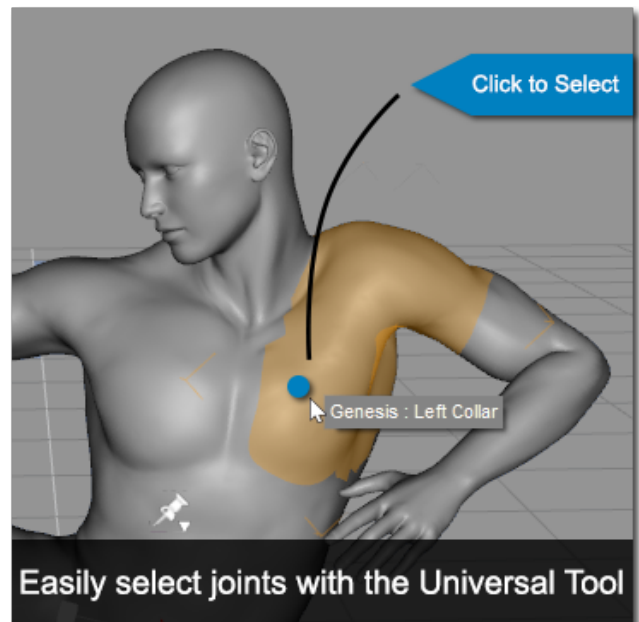 Click to Select
Genesis : Left Collar
Easily select joints with the Universal Tool